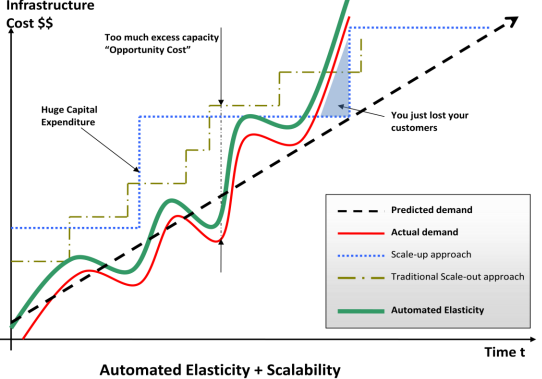 Infrastructure
Cost $$
Too much excess capacity
“Opportunity Cost”
Huge Capital
Expenditure
You just lost your
customers
Predicted demand
Actual demand
Scale-up approach
Traditional Scale-out approach
Automated Elasticity
Time t
Automated Elasticity + Scalability